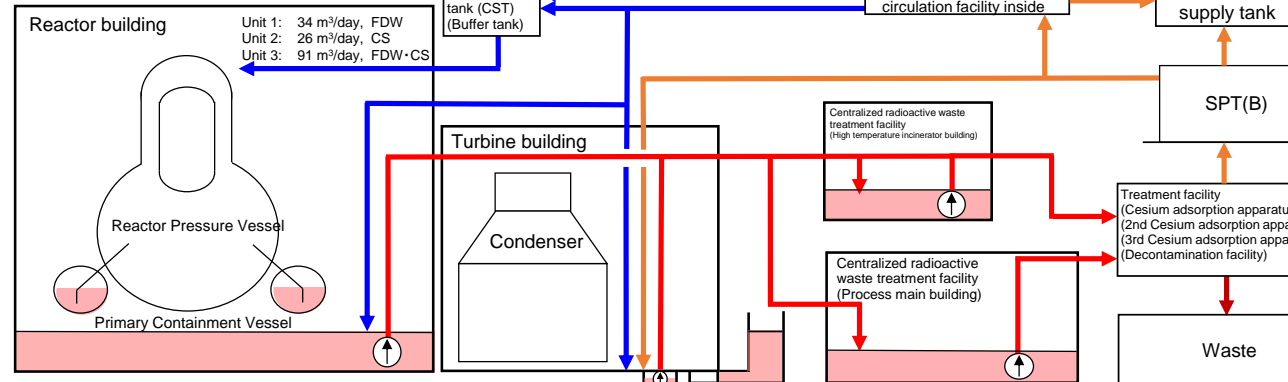 Reactor building
Unit 1: 34 m³/day, FDW
Unit 2: 26 m³/day, CS
Unit 3: 91 m³/day, FDW・CS
tank (CST)
(Buffer tank)
circulation facility inside
supply tank
SPT(B)
Centralized radioactive waste
treatment facility
(High temperature incinerator building)
Turbine building
Condenser
Reactor Pressure Vessel
Primary Containment Vessel
Centralized radioactive
waste treatment facility
(Process main building)
Treatment facility
(Cesium adsorption apparatu
(2nd Cesium adsorption appa
(3rd Cesium adsorption appa
(Decontamination facility)
Waste